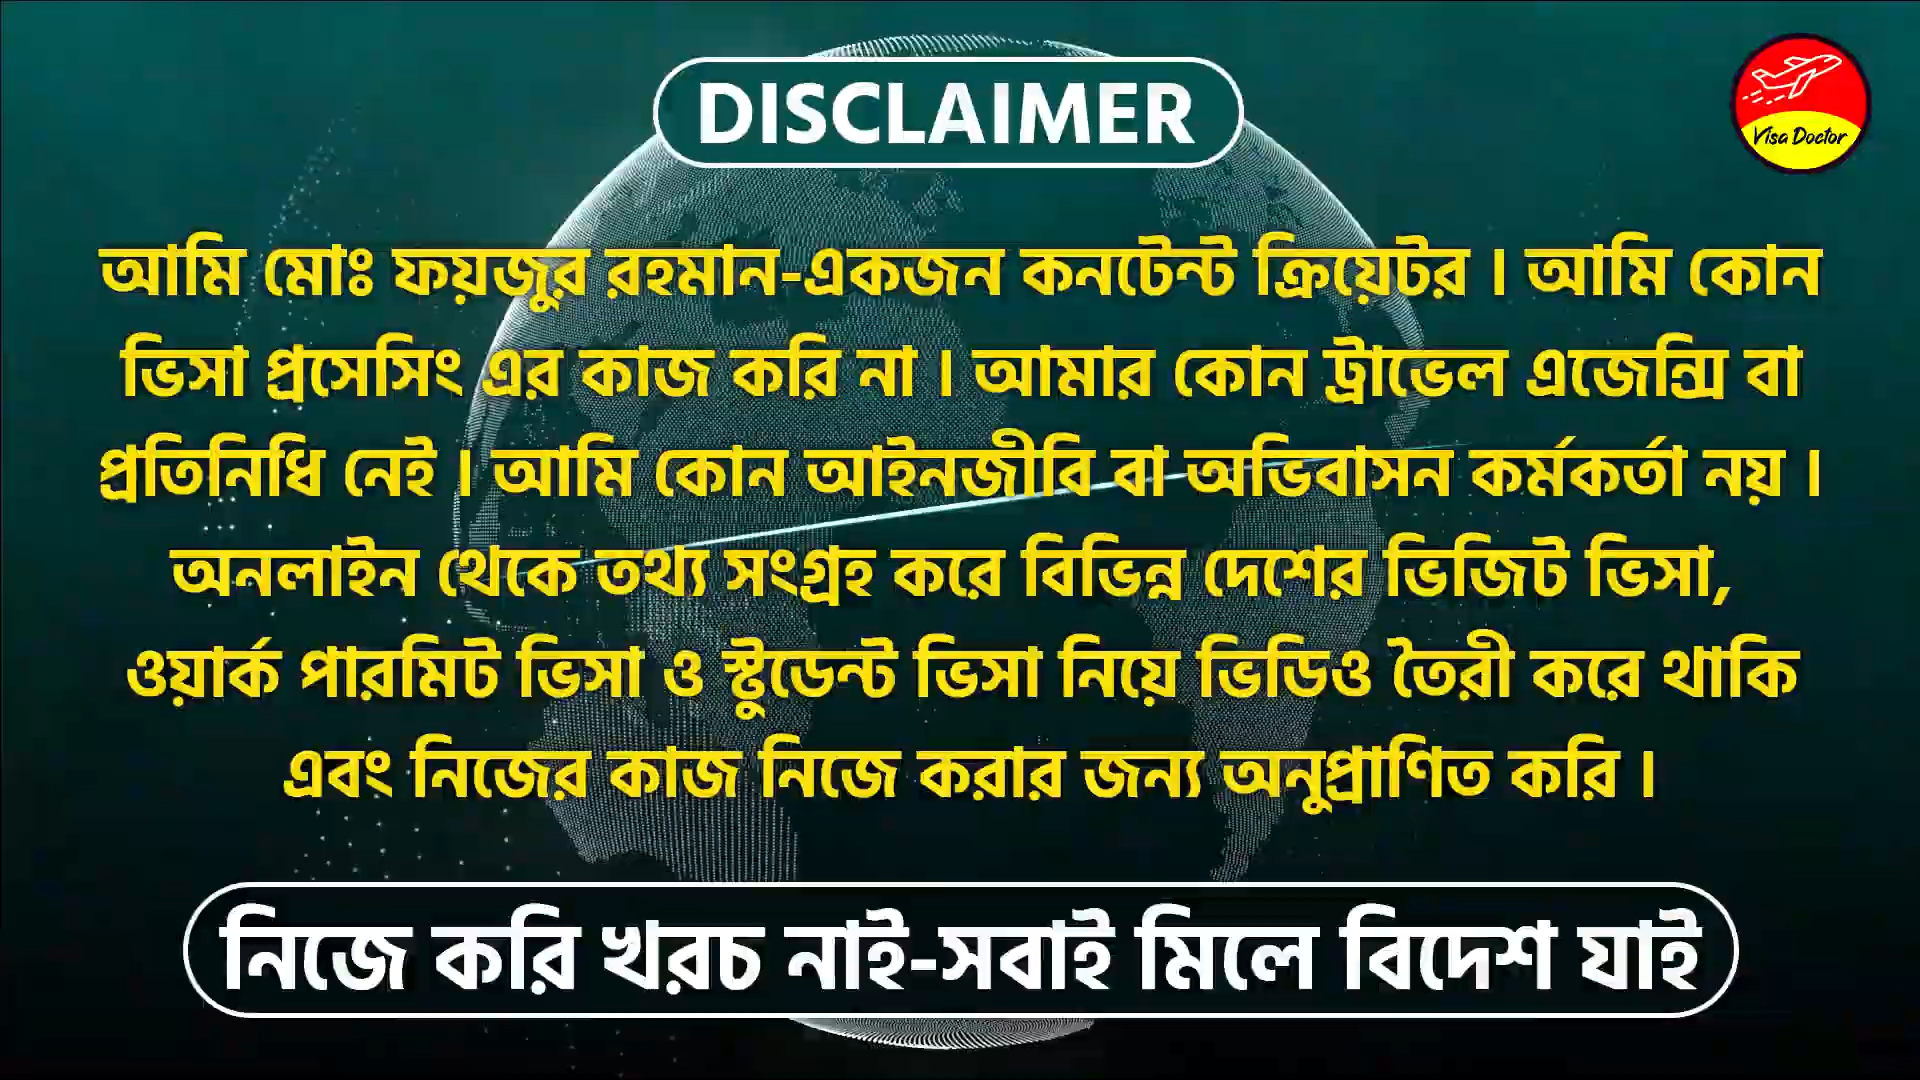 DISCLAIMER
Visa Doctor
আমি মোঃ ফয়জুর রহমান-একজন কনটেন্ট ক্রিয়েটর । আমি কোন
ভিসা প্রসেসিং এর কাজ করি না । আমার কোন ট্রাভেল এজেন্সি বা
প্রতিনিধি নেই । আমি কোন আইনজীবি বা অভিবাসন কর্মকর্তা নয় ।
অনলাইন থেকে তথ্য সংগ্রহ করে বিভিন্ন দেশের ভিজিট ভিসা,
ওয়ার্ক পারমিট ভিসা ও স্টুডেন্ট ভিসা নিয়ে ভিডিও তৈরী করে থাকি
এবং নিজের কাজ নিজে করার জন্য অনুপ্রাণিত করি ।
নিজে করি খরচ নাই-সবাই মিলে বিদেশ যাই